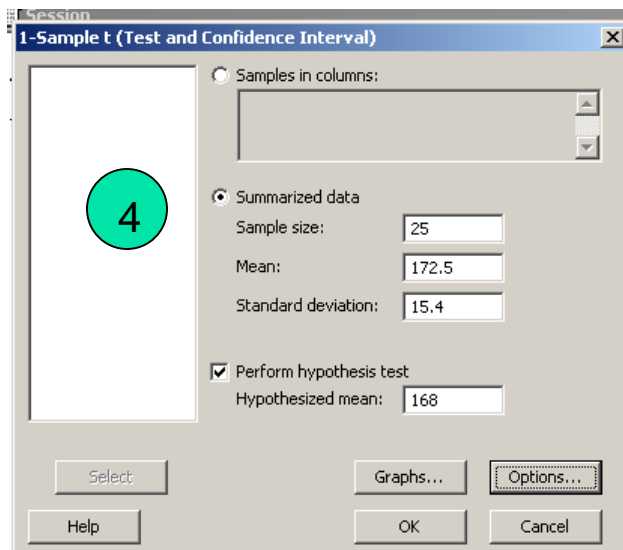 Session
1-Sample t (Test and Confidence Interval)
Samples in columns:
4
Summarized data
Sample size: 25
Mean: 172.5
Standard deviation: 15.4
Perform hypothesis test
Hypothesized mean: 168
Select
Graphs... Options...
Help OK Cancel